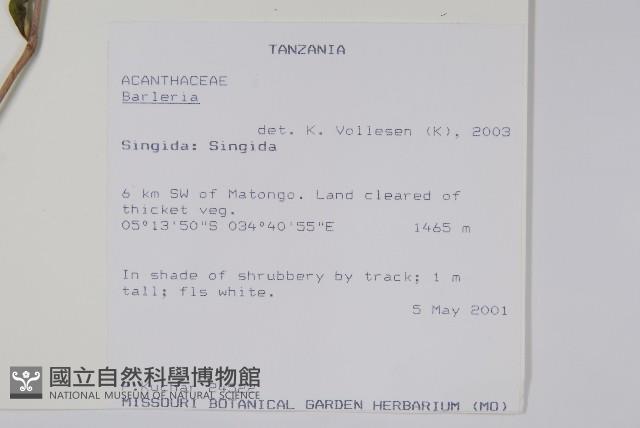 TANZANIA
ACANTHACEAE
Barleria
det. K. Vollesen (K), 2003
Singida: Singida
6 km SW of Matongo. Land cleared of
thicket veg.
05°13'50"S 034°40'55"E 1465 m
In shade of shrubbery by track; 1 m
tall; fls white.
5 May 2001
國立自然科學博物館
NATIONAL MUSEUM OF NATURAL SCIENCE
MISSOURI BOTANICAL GARDEN HERBARIUM (MO)